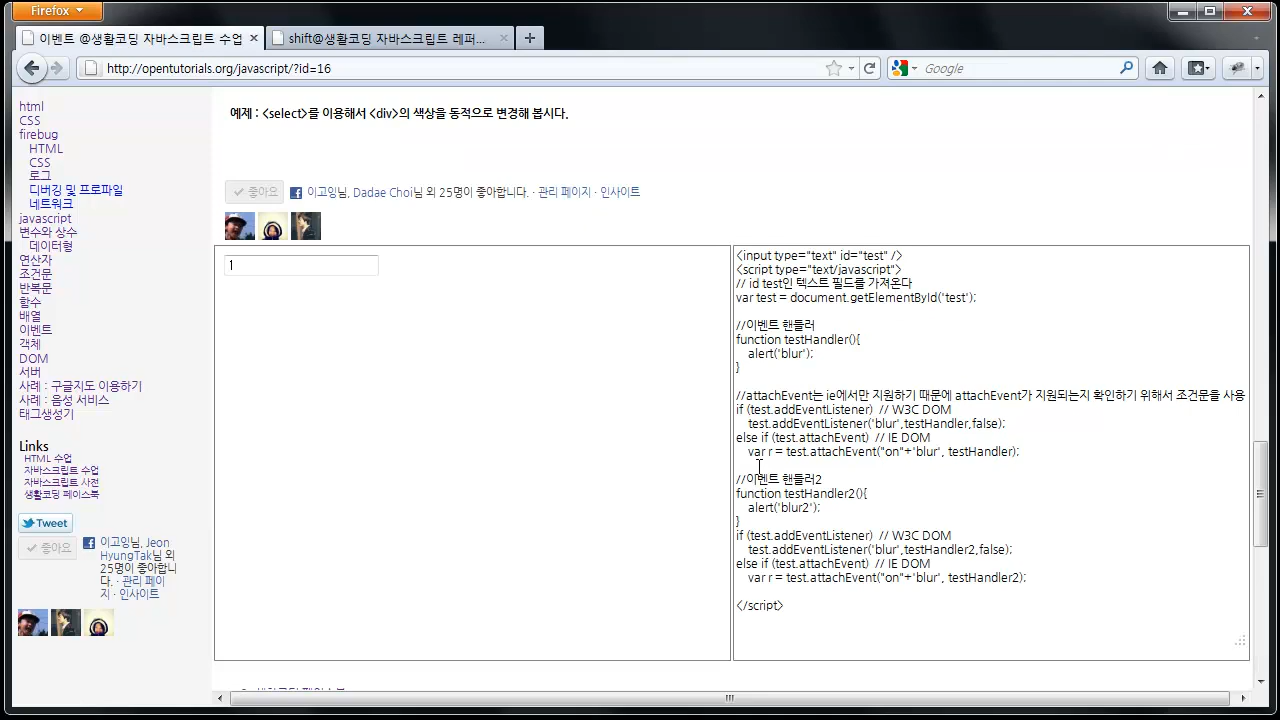 Firefox
이벤트 @생활코딩 자바스크립트 수업
shift@생활코딩 자바스크립트 레퍼...
http://opentutorials.org/javascript/?id=16
Google
html
CSS
firebug
HTML
CSS
로그
디버깅 및 프로파일
네트워크
javascript
변수와 상수
데이터형
연산자
조건문
반복문
함수
배열
이벤트
객체
DOM
서버
사례 : 구글지도 이용하기
사례 : 음성 서비스
태그생성기
Links
HTML 수업
자바스크립트 수업
자바스크립트 사전
생활코딩 페이스북
Tweet
좋아요
이고잉님, Jeon
HyungTak님 외
25명이 좋아합니
다. · 관리 페이
지 · 인사이트
예제 : <select>를 이용해서 <div>의 색상을 동적으로 변경해 봅시다.
좋아요
이고잉님, Dadae Choi님 외 25명이 좋아합니다. · 관리 페이지 · 인사이트
1
<input type="text" id="test" />
<script type="text/javascript">
// id test인 텍스트 필드를 가져온다
var test = document.getElementById('test');
//이벤트 핸들러
function testHandler(){
alert('blur');
}
//attachEvent는 ie에서만 지원하기 때문에 attachEvent가 지원되는지 확인하기 위해서 조건문을 사용
if (test.addEventListener) // W3C DOM
test.addEventListener('blur',testHandler,false);
else if (test.attachEvent) // IE DOM
var r = test.attachEvent("on"+'blur', testHandler);
//이벤트 핸들러2
function testHandler2(){
alert('blur2');
}
if (test.addEventListener) // W3C DOM
test.addEventListener('blur',testHandler2,false);
else if (test.attachEvent) // IE DOM
var r = test.attachEvent("on"+'blur', testHandler2);
</script>